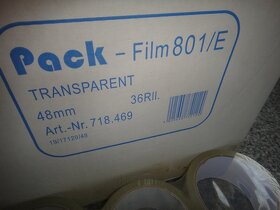 Pack - Film 801/E
TRANSPARENT
48mm 36Rll.
Art.-Nr. 718.469